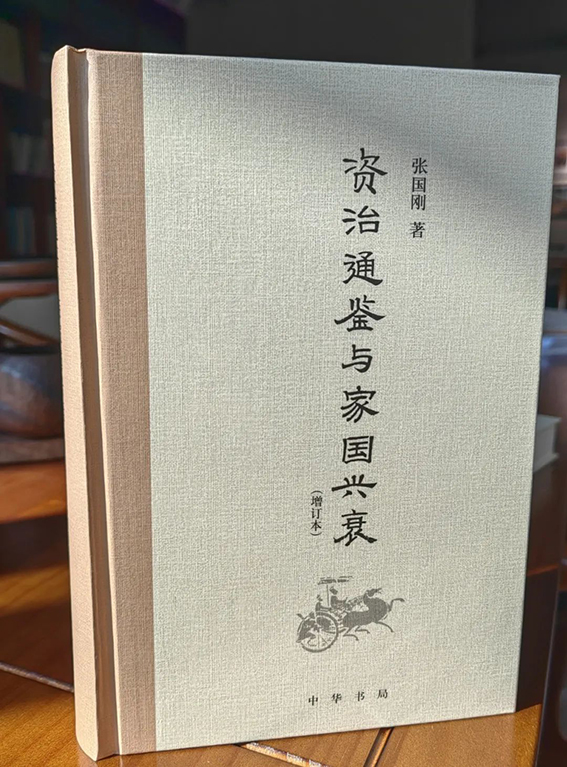 张国刚 著
资治通鉴与家国兴衰
（增订本）
中华书局